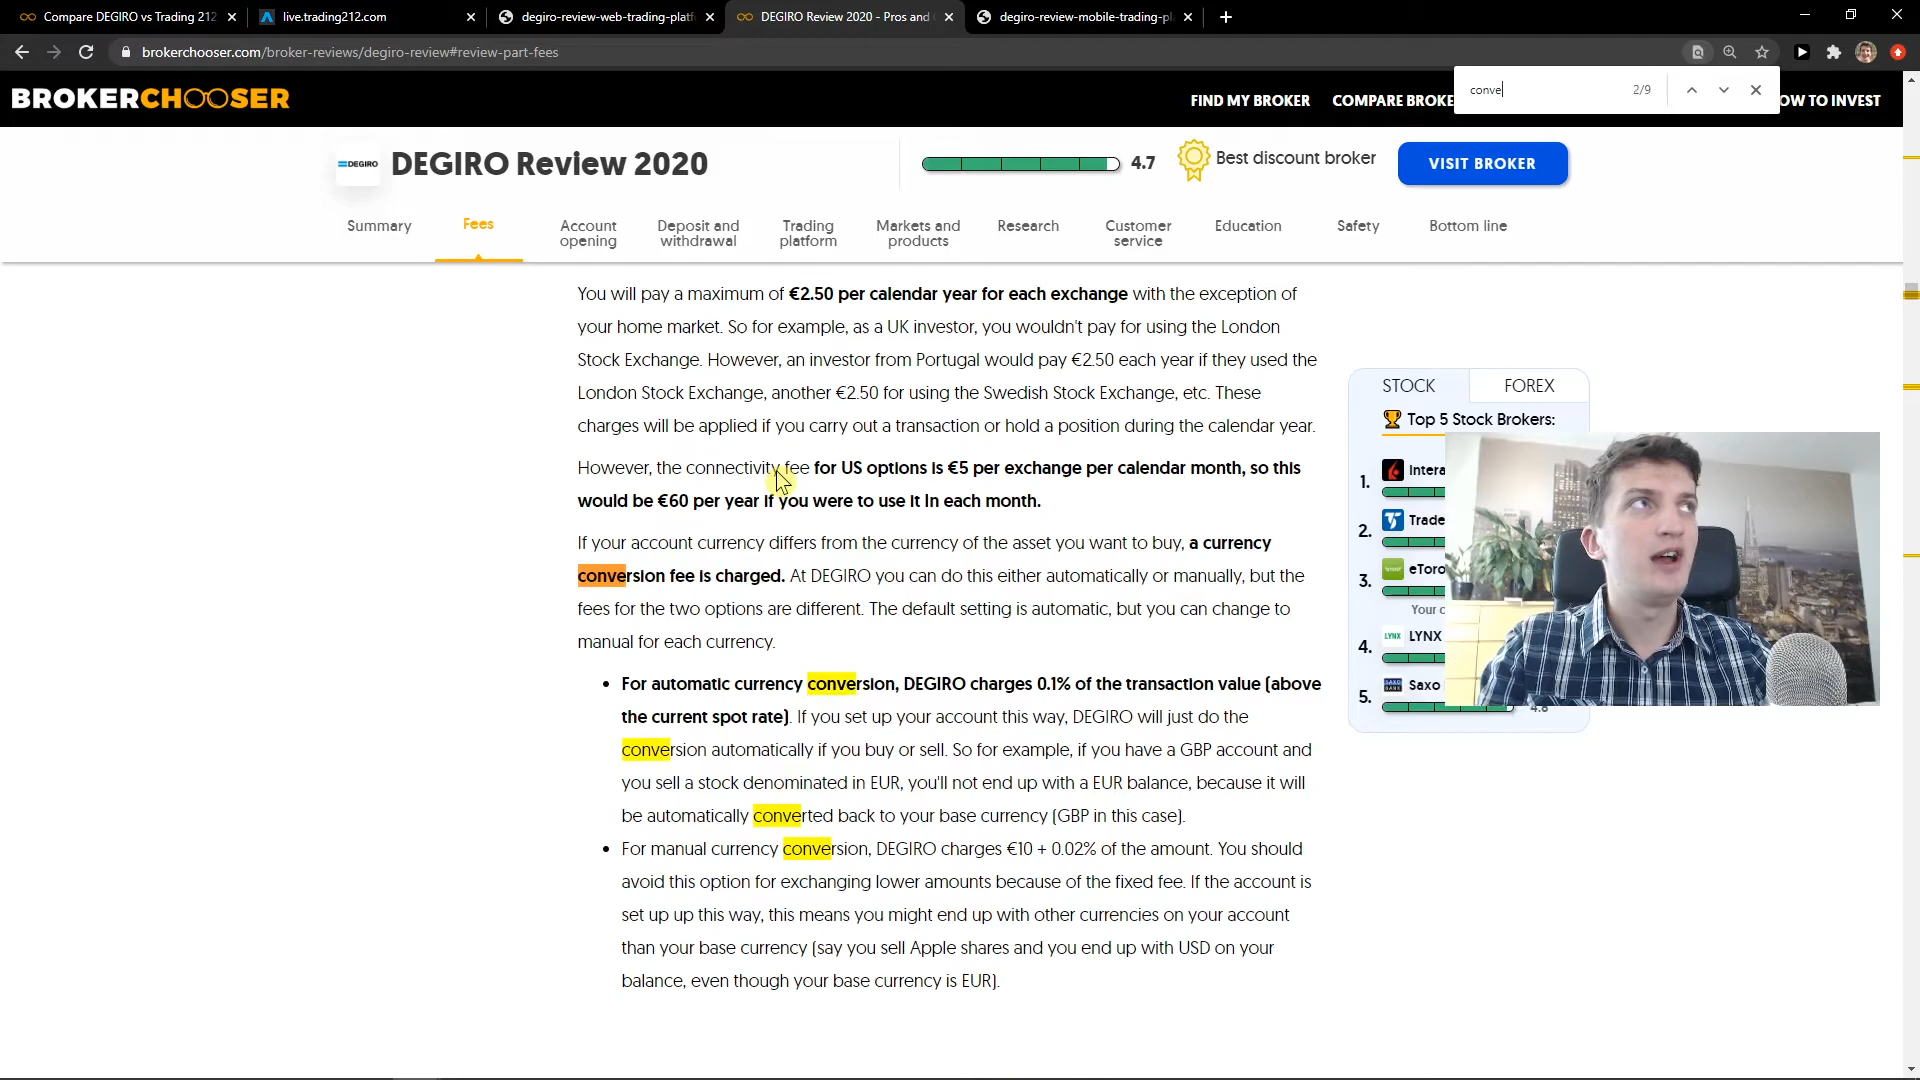 Compare DEGIRO vs Trading 212
live.trading212.com
degiro-review-web-trading-platf
DEGIRO Review 2020 - Pros and
degiro-review-mobile-trading-pl
brokerchooser.com/broker-reviews/degiro-review#review-part-fees
conve
2/9
BROKERCHOOSER
FIND MY BROKER
COMPARE BROKE
OW TO INVEST
DEGIRO
DEGIRO Review 2020
4.7
Best discount broker
VISIT BROKER
Summary
Fees
Account
opening
Deposit and
withdrawal
Trading
platform
Markets and
products
Research
Customer
service
Education
Safety
Bottom line
You will pay a maximum of €2.50 per calendar year for each exchange with the exception of
your home market. So for example, as a UK investor, you wouldn't pay for using the London
Stock Exchange. However, an investor from Portugal would pay €2.50 each year if they used the
London Stock Exchange, another €2.50 for using the Swedish Stock Exchange, etc. These
charges will be applied if you carry out a transaction or hold a position during the calendar year.
However, the connectivity fee for US options is €5 per exchange per calendar month, so this
would be €60 per year if you were to use it in each month.
If your account currency differs from the currency of the asset you want to buy, a currency
conversion fee is charged. At DEGIRO you can do this either automatically or manually, but the
fees for the two options are different. The default setting is automatic, but you can change to
manual for each currency.
• For automatic currency conversion, DEGIRO charges 0.1% of the transaction value (above
the current spot rate). If you set up your account this way, DEGIRO will just do the
conversion automatically if you buy or sell. So for example, if you have a GBP account and
you sell a stock denominated in EUR, you'll not end up with a EUR balance, because it will
be automatically converted back to your base currency (GBP in this case).
• For manual currency conversion, DEGIRO charges €10 + 0.02% of the amount. You should
avoid this option for exchanging lower amounts because of the fixed fee. If the account is
set up up this way, this means you might end up with other currencies on your account
than your base currency (say you sell Apple shares and you end up with USD on your
balance, even though your base currency is EUR).
STOCK
FOREX
Top 5 Stock Brokers:
1.
Intera
2.
Trade
3.
eToro
Your c
4.
LYNX
LYNX
5.
SAXO
BANK
Saxo
4.8